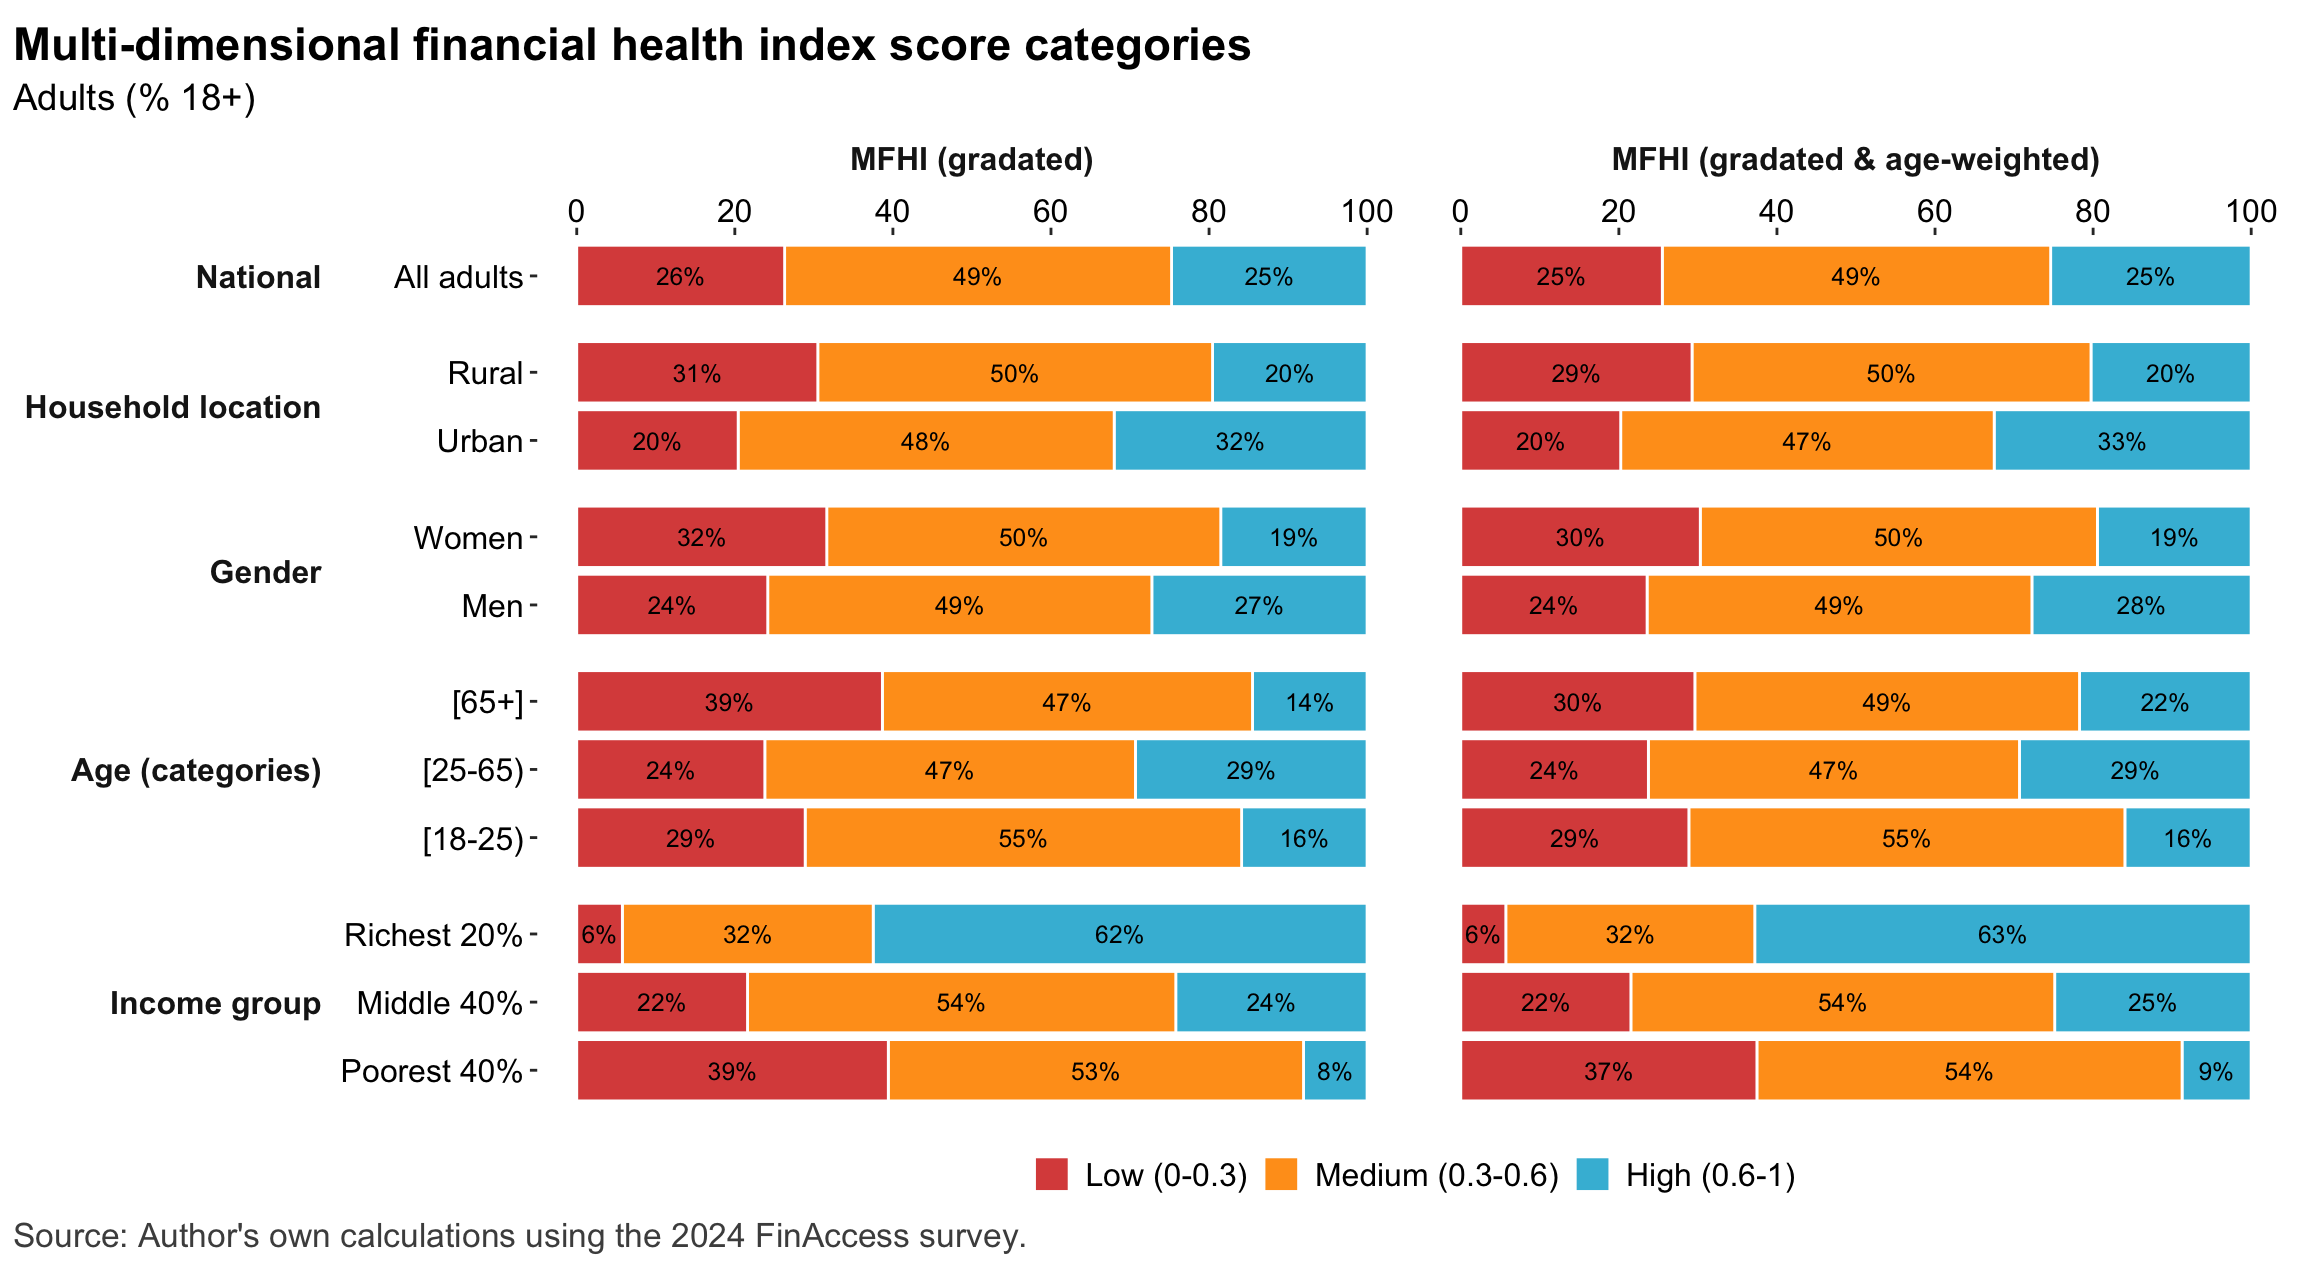 Multi-dimensional financial health index score categories
Adults (% 18+)
MFHI (gradated) MFHI (gradated & age-weighted)
0 20 40 60 80 100 0 20 40 60 80 100
National All adults 26% 49% 25% 25% 49% 25%
Rural 31% 50% 20% 29% 50% 20%
Household location
Urban 20% 48% 32% 20% 47% 33%
Women 32% 50% 19% 30% 50% 19%
Gender
Men 24% 49% 27% 24% 49% 28%
[65+] 39% 47% 14% 30% 49% 22%
Age (categories) [25-65) 24% 47% 29% 24% 47% 29%
[18-25) 29% 55% 16% 29% 55% 16%
Richest 20% 6% 32% 62% 6% 32% 63%
Income group Middle 40% 22% 54% 24% 22% 54% 25%
Poorest 40% 39% 53% 8% 37% 54% 9%
Low (0-0.3) Medium (0.3-0.6) High (0.6-1)
Source: Author's own calculations using the 2024 FinAccess survey.